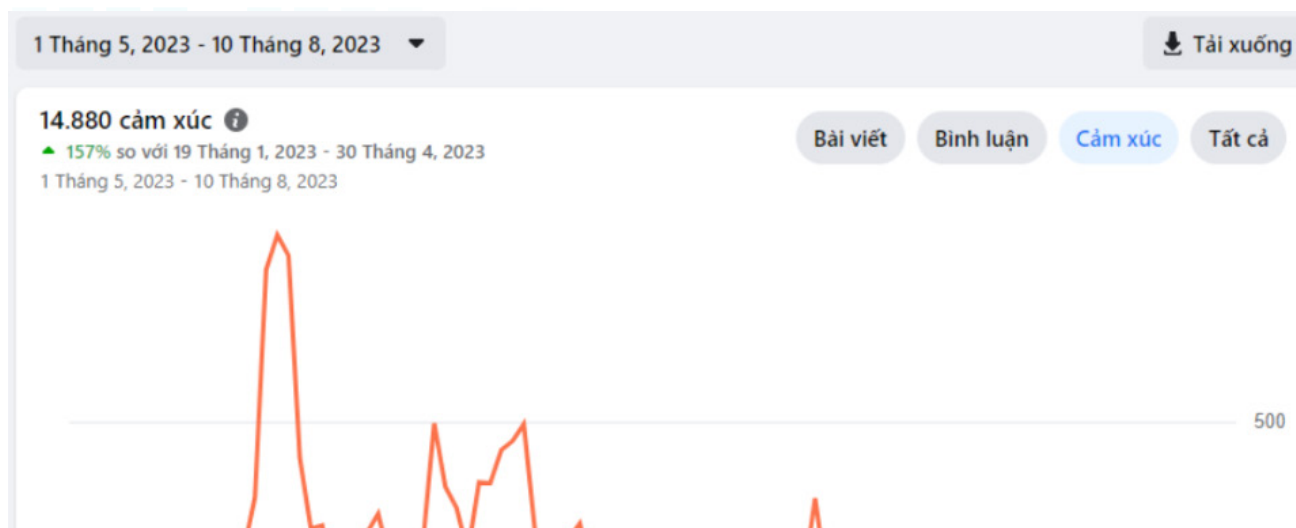 1 Tháng 5, 2023 - 10 Tháng 8, 2023
Tải xuống
14.880 cảm xúc
157% so với 19 Tháng 1, 2023 - 30 Tháng 4, 2023
1 Tháng 5, 2023 - 10 Tháng 8, 2023
Bài viết Bình luận Cảm xúc Tất cả
500